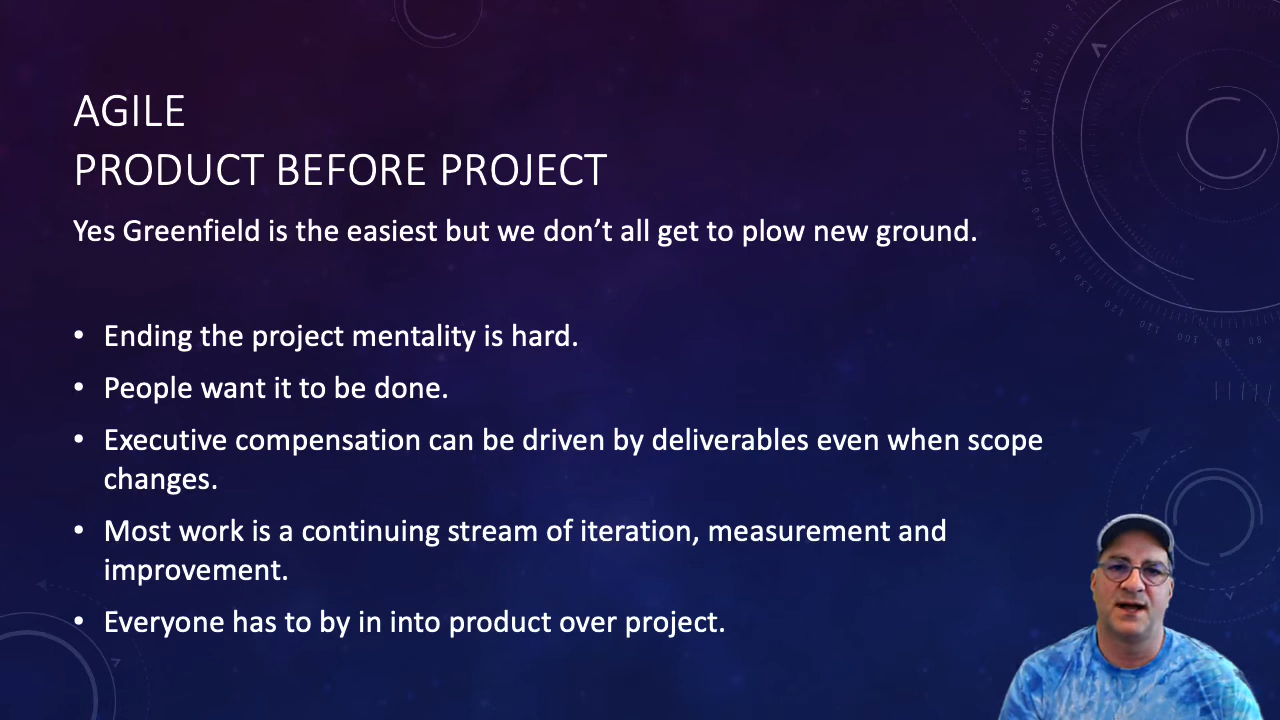 AGILE
PRODUCT BEFORE PROJECT
Yes Greenfield is the easiest but we don’t all get to plow new ground.
• Ending the project mentality is hard.
• People want it to be done.
• Executive compensation can be driven by deliverables even when scope
changes.
• Most work is a continuing stream of iteration, measurement and
improvement.
• Everyone has to by in into product over project.